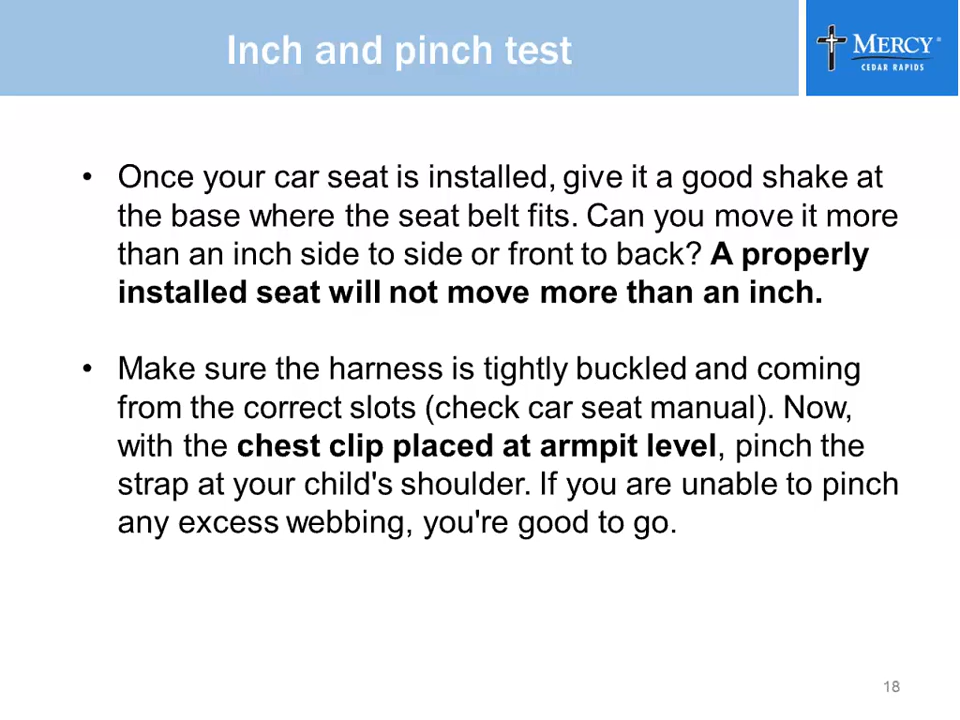 Inch and pinch test
MERCY®
CEDAR RAPIDS
• Once your car seat is installed, give it a good shake at
the base where the seat belt fits. Can you move it more
than an inch side to side or front to back? A properly
installed seat will not move more than an inch.
• Make sure the harness is tightly buckled and coming
from the correct slots (check car seat manual). Now,
with the chest clip placed at armpit level, pinch the
strap at your child's shoulder. If you are unable to pinch
any excess webbing, you're good to go.
18